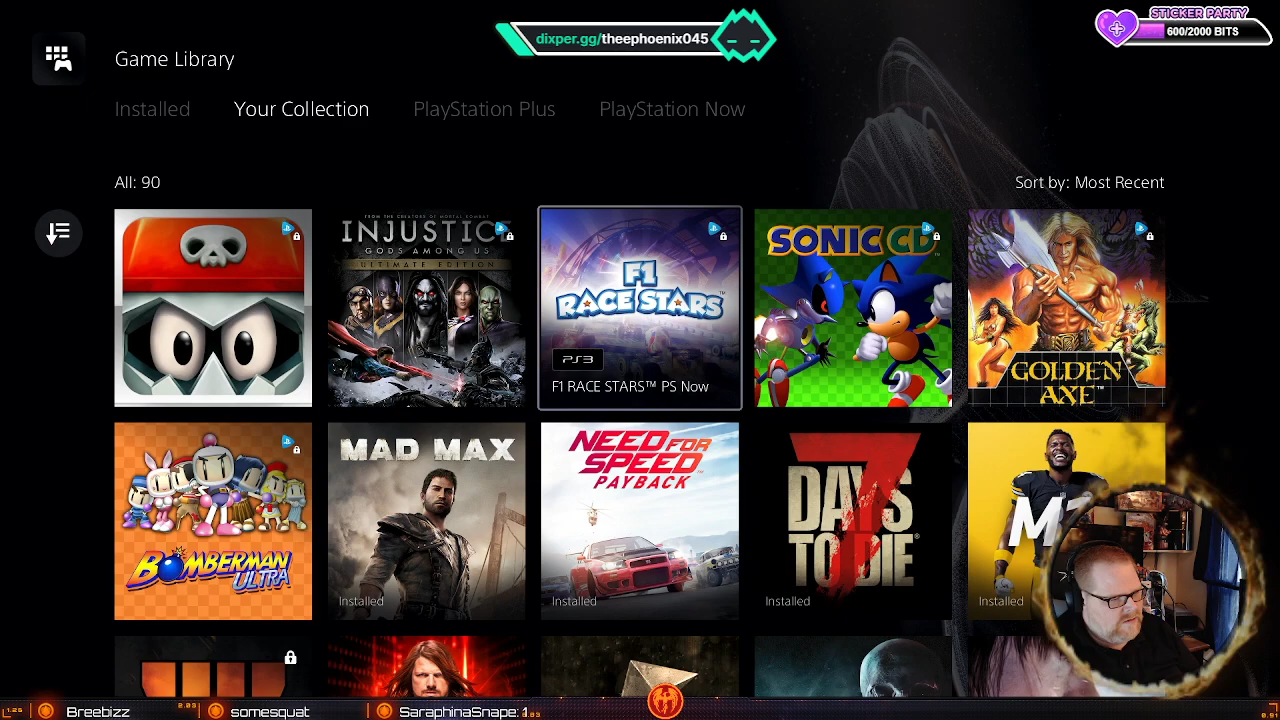 dixper.gg/theephoenix045
STICKER PARTY
600/2000 BITS
Game Library
Installed
Your Collection
PlayStation Plus
PlayStation Now
All: 90
Sort by: Most Recent
FROM THE CREATORS OF MORTAL KOMBAT
INJUSTICE
GODS AMONG US
ULTIMATE EDITION
F1
RACE STARS™
PS3
F1 RACE STARS™ PS Now
SONIC CD
GOLDEN
AXE™
BOMBERMAN
ULTRA
MAD MAX
Installed
NEED FOR
SPEED
PAYBACK
Installed
7
DAYS
TO DIE
Installed
Installed
Breebizz
somesquat
SaraphinaSnape: 1